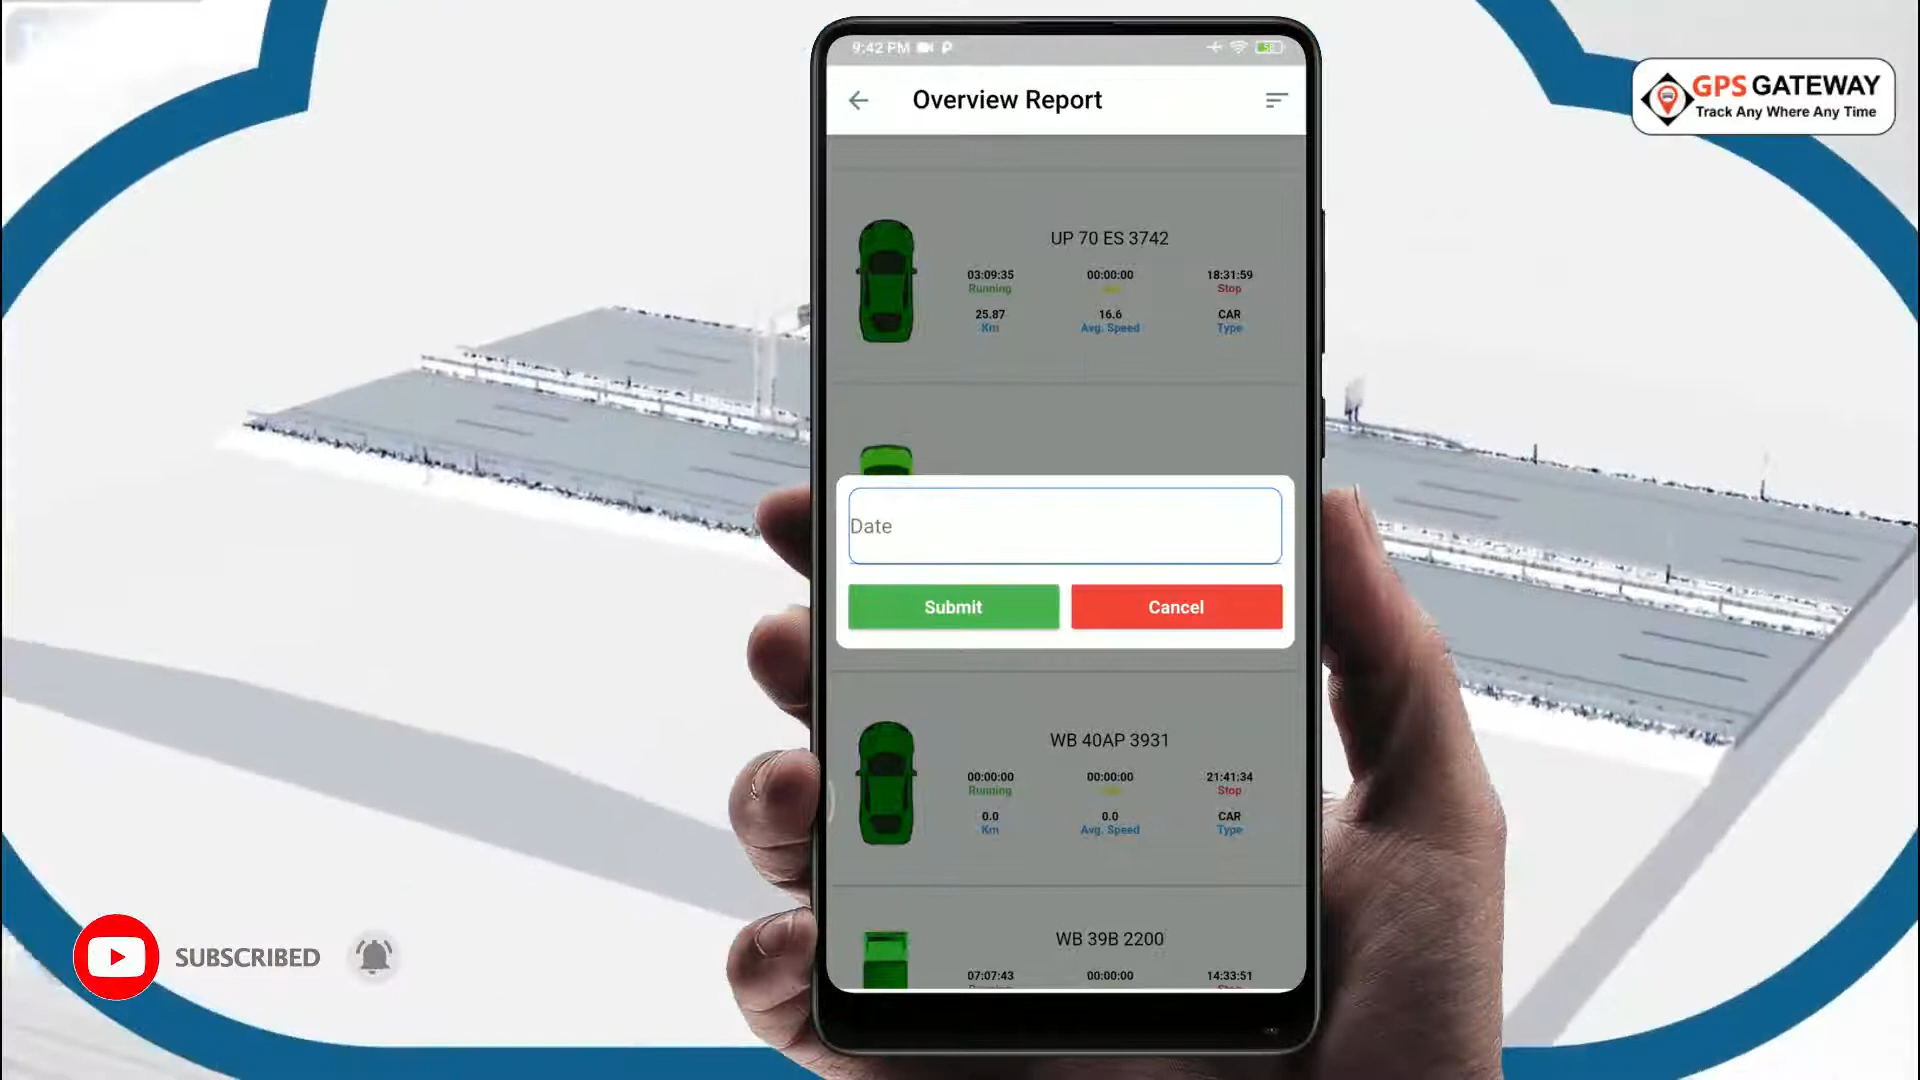 9:42 PM
58
GPS GATEWAY
Track Any Where Any Time
Overview Report
UP 70 ES 3742
03:09:35 00:00:00 18:31:59
Running Stop
25.87 16.6 CAR
Km Avg. Speed Type
Date
Submit Cancel
WB 40AP 3931
00:00:00 00:00:00 21:41:34
Running Stop
0.0 0.0 CAR
Km Avg. Speed Type
WB 39B 2200
07:07:43 00:00:00 14:33:51
SUBSCRIBED